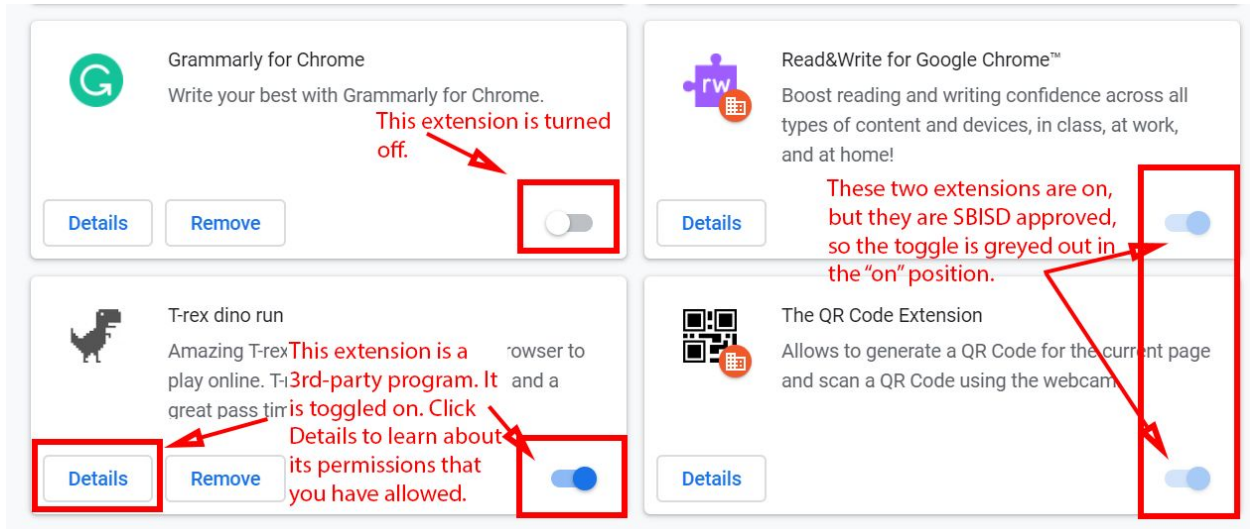 Grammarly for Chrome
Write your best with Grammarly for Chrome.
This extension is turned
off.
Details
Remove
Read&Write for Google Chrome™
rw
Boost reading and writing confidence across all
types of content and devices, in class, at work,
and at home!
These two extensions are on,
but they are SBISD approved,
so the toggle is greyed out in
the “on” position.
Details
T-rex dino run
Amazing T-rex
to
play online.
and a
great pass
This extension is a
3rd-party program. It
is toggled on. Click
Details to learn about
its permissions that
you have allowed.
Details
Remove
The QR Code Extension
Allows to generate a QR Code for the current page
and scan a QR Code using the webcam
Details